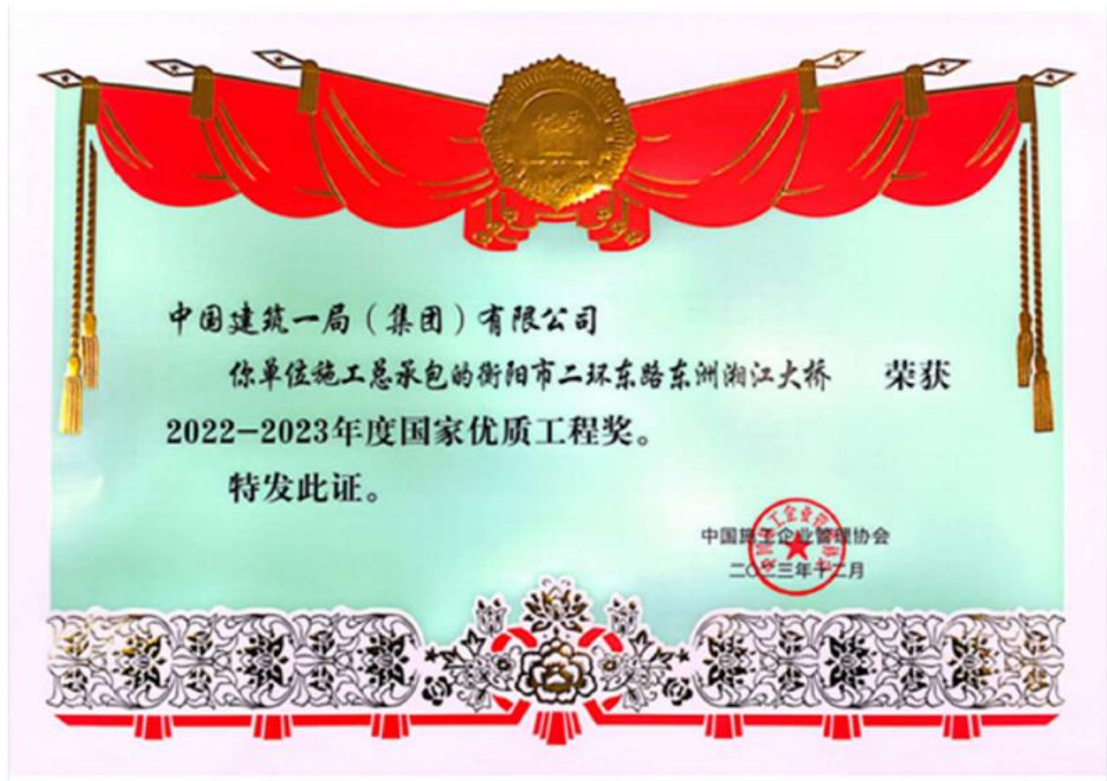 中国建筑一局（集团）有限公司
你单位施工总承包的衡阳市二环东路东洲湘江大桥 荣获
2022-2023年度国家优质工程奖。
特发此证。
中国施工企业管理协会
二〇二三年十二月